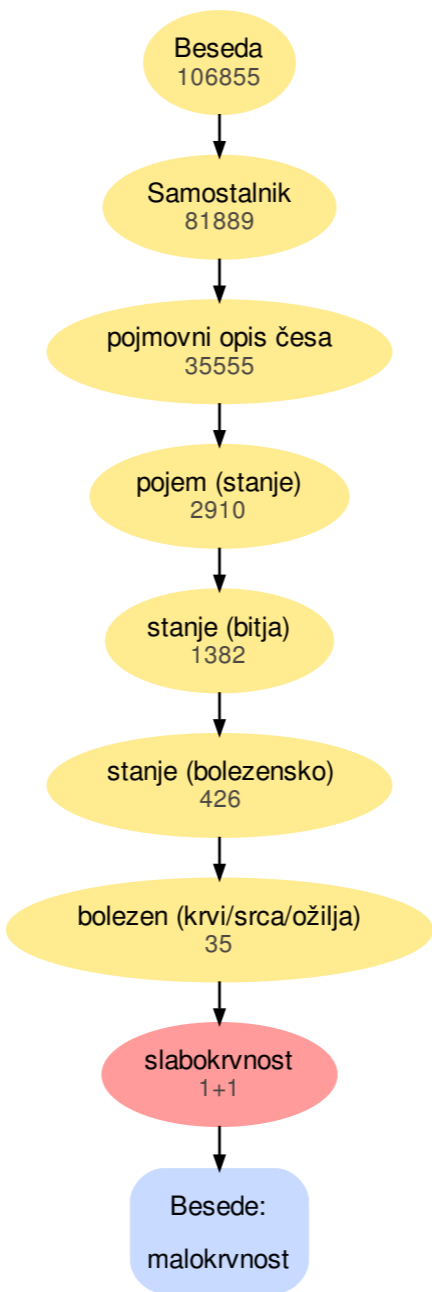 Beseda
106855
Samostalnik
81889
pojmovni opis česa
35555
pojem (stanje)
2910
stanje (bitja)
1382
stanje (bolezensko)
426
bolezen (krvi/srca/ožilja)
35
slabokrvnost
1+1
Besede:
malokrvnost